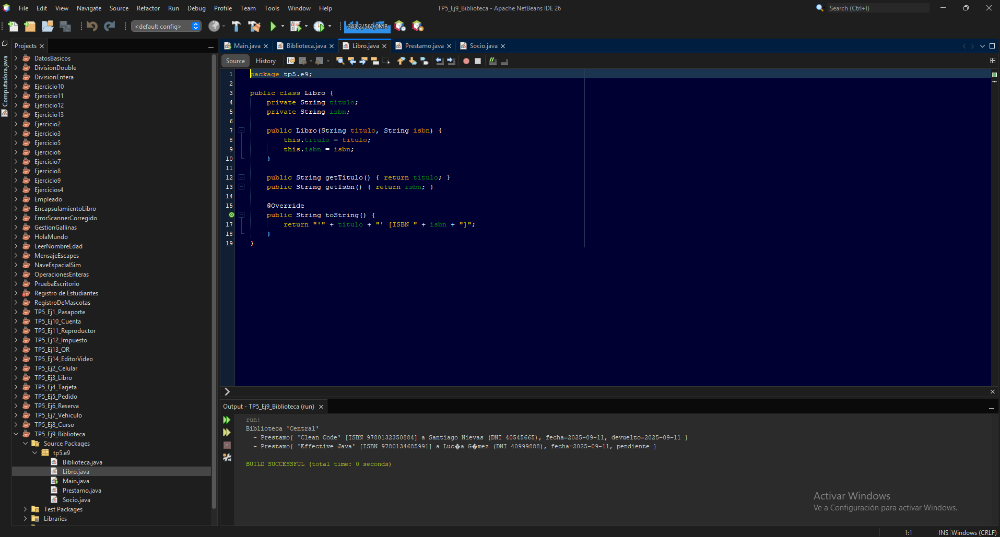 File Edit View Navigate Source Refactor Run Debug Profile Team Tools Window Help
TP5_Ej9_Biblioteca - Apache NetBeans IDE 26
Search (Ctrl+I)
<default config>
343,2/560,0MB
Computadora.java
Projects
DatosBasicos
DivisionDouble
DivisionEntera
Ejercicio10
Ejercicio11
Ejercicio12
Ejercicio13
Ejercicio2
Ejercicio3
Ejercicio5
Ejercicio6
Ejercicio7
Ejercicio8
Ejercicio9
Ejercicios4
Empleado
EncapsulamientoLibro
ErrorScannerCorregido
GestionGallinas
HolaMundo
LeerNombreEdad
MensajeEscapes
NaveEspacialSim
OperacionesEnteras
PruebaEscritorio
Registro de Estudiantes
RegistroDeMascotas
TP5_Ej1_Pasaporte
TP5_Ej10_Cuenta
TP5_Ej11_Reproductor
TP5_Ej12_Impuesto
TP5_Ej13_QR
TP5_Ej14_EditorVideo
TP5_Ej2_Celular
TP5_Ej3_Libro
TP5_Ej4_Tarjeta
TP5_Ej5_Pedido
TP5_Ej6_Reserva
TP5_Ej7_Vehiculo
TP5_Ej8_Curso
TP5_Ej9_Biblioteca
Source Packages
tp5.e9
Biblioteca.java
Libro.java
Main.java
Prestamo.java
Socio.java
Test Packages
Libraries
Main.java Biblioteca.java Libro.java Prestamo.java Socio.java
Source History
1 package tp5.e9;
2
3 public class Libro {
4 private String titulo;
5 private String isbn;
6
7 public Libro(String titulo, String isbn) {
8 this.titulo = titulo;
9 this.isbn = isbn;
10 }
11
12 public String getTitulo() { return titulo; }
13 public String getIsbn() { return isbn; }
14
15 @Override
public String toString() {
17 return "'" + titulo + "' [ISBN " + isbn + "]";
18 }
19 }
Output - TP5_Ej9_Biblioteca (run)
run:
Biblioteca 'Central'
- Prestamo{ 'Clean Code' [ISBN 9780132350884] a Santiago Nievas (DNI 40545665), fecha=2025-09-11, devuelto=2025-09-11 }
- Prestamo{ 'Effective Java' [ISBN 9780134685991] a Luc�a G�mez (DNI 40999888), fecha=2025-09-11, pendiente }
BUILD SUCCESSFUL (total time: 0 seconds)
Activar Windows
Ve a Configuración para activar Windows.
1:1 INS Windows (CRLF)